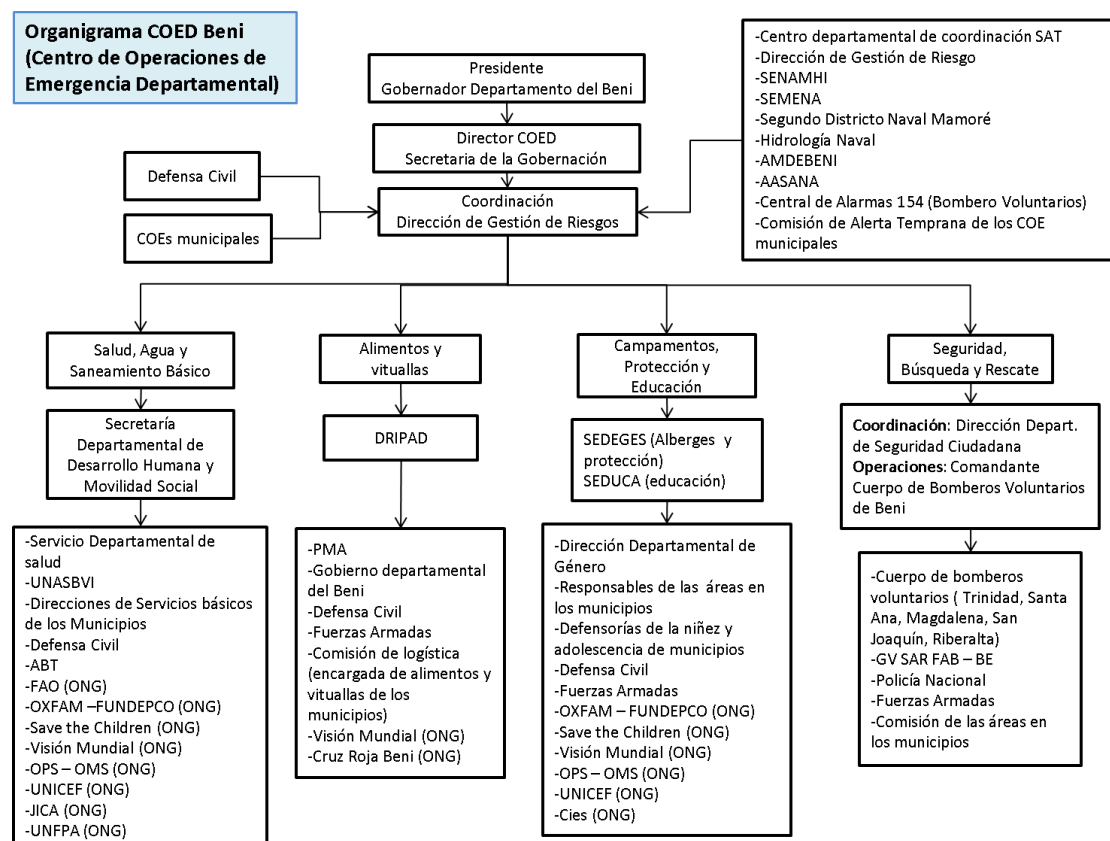 Organigrama COED Beni
(Centro de Operaciones de
Emergencia Departamental)
Presidente
Gobernador Departamento del Beni
Director COED
Secretaria de la Gobernación
Defensa Civil
COEs municipales
Coordinación
Dirección de Gestión de Riesgos
-Centro departamental de coordinación SAT
-Dirección de Gestión de Riesgo
-SENAMHI
-SEMENA
-Segundo Districto Naval Mamoré
-Hidrología Naval
-AMDEBENI
-AASANA
-Central de Alarmas 154 (Bombero Voluntarios)
-Comisión de Alerta Temprana de los COE
municipales
Salud, Agua y
Saneamiento Básico
Secretaría
Departamental de
Desarrollo Humana y
Movilidad Social
-Servicio Departamental de
salud
-UNASBVI
-Direcciones de Servicios básicos
de los Municipios
-Defensa Civil
-ABT
-FAO (ONG)
-OXFAM –FUNDEPCO (ONG)
-Save the Children (ONG)
-Visión Mundial (ONG)
-OPS – OMS (ONG)
-UNICEF (ONG)
-JICA (ONG)
-UNFPA (ONG)
Alimentos y
vituallas
DRIPAD
-PMA
-Gobierno departamental
del Beni
-Defensa Civil
-Fuerzas Armadas
-Comisión de logística
(encargada de alimentos y
vituallas de los
municipios)
-Visión Mundial (ONG)
-Cruz Roja Beni (ONG)
Campamentos,
Protección y
Educación
SEDEGES (Alberges y
protección)
SEDUCA (educación)
-Dirección Departamental de
Género
-Responsables de las áreas en
los municipios
-Defensorías de la niñez y
adolescencia de municipios
-Defensa Civil
-Fuerzas Armadas
-OXFAM – FUNDEPCO (ONG)
-Save the Children (ONG)
-Visión Mundial (ONG)
-OPS – OMS (ONG)
-UNICEF (ONG)
-Cies (ONG)
Seguridad,
Búsqueda y Rescate
Coordinación: Dirección Depart.
de Seguridad Ciudadana
Operaciones: Comandante
Cuerpo de Bomberos Voluntarios
de Beni
-Cuerpo de bomberos
voluntarios ( Trinidad, Santa
Ana, Magdalena, San
Joaquín, Riberalta)
-GV SAR FAB – BE
-Policía Nacional
-Fuerzas Armadas
-Comisión de las áreas en
los municipios